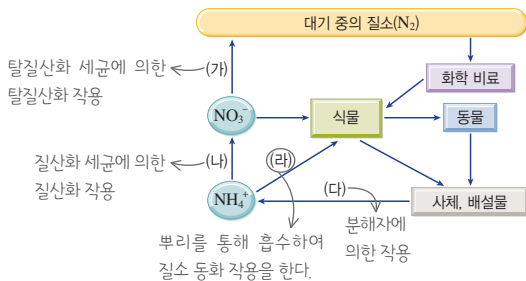 대기 중의 질소(N₂)
탈질산화 세균에 의한
탈질산화 작용
(가)
화학 비료
NO₃⁻
식물
동물
질산화 세균에 의한
질산화 작용
(나)
(라)
NH₄⁺
(다)
사체, 배설물
뿌리를 통해 흡수하여
질소 동화 작용을 한다.
분해자에
의한 작용